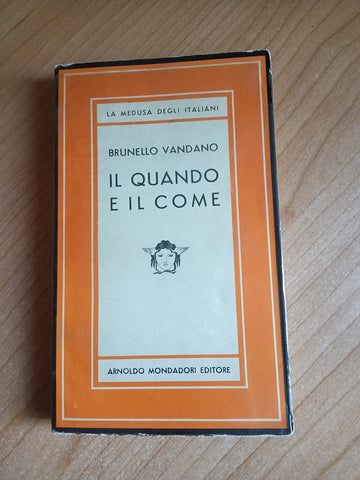 LA MEDUSA DEGLI ITALIANI
BRUNELLO VANDANO
IL QUANDO
E IL COME
ARNOLDO MONDADORI EDITORE